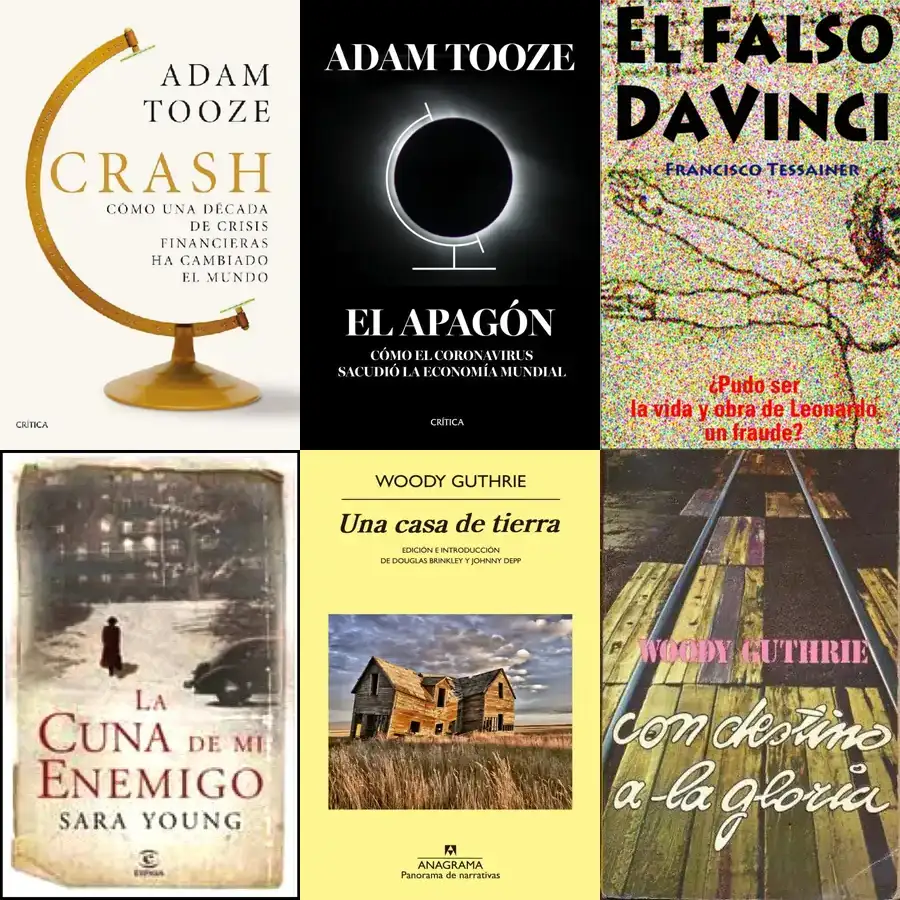 ADAM
TOOZE
CRASH
CÓMO UNA DÉCADA
DE CRISIS
FINANCIERAS
HA CAMBIADO
EL MUNDO
CRÍTICA
ADAM TOOZE
EL APAGÓN
CÓMO EL CORONAVIRUS
SACUDIÓ LA ECONOMÍA MUNDIAL
CRÍTICA
EL FALSO
DAVINCI
FRANCISCO TESSAINER
¿Pudo ser
la vida y obra de Leonardo
un fraude?
LA
CUNA DE MI
ENEMIGO
SARA YOUNG
ESPASA
WOODY GUTHRIE
Una casa de tierra
EDICIÓN E INTRODUCCIÓN
DE DOUGLAS BRINKLEY Y JOHNNY DEPP
ANAGRAMA
Panorama de narrativas
WOODY GUTHRIE
con destino
a la gloria